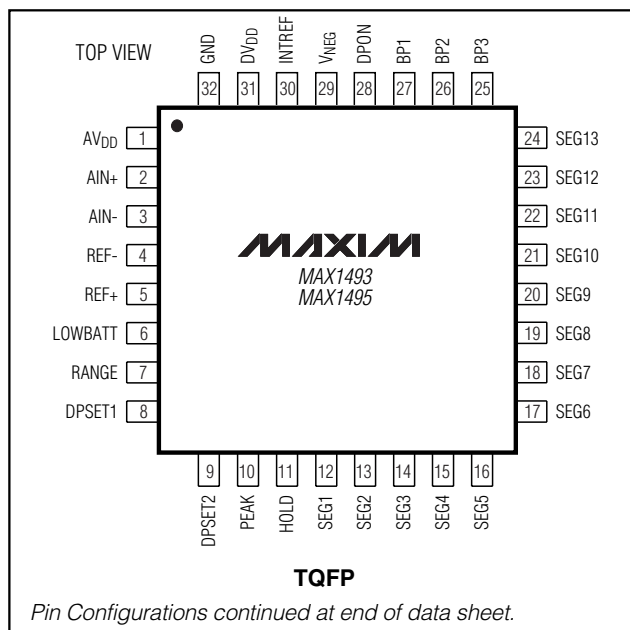 TOP VIEW
GND
DVDD
INTREF
VNEG
DPON
BP1
BP2
BP3
32 31 30 29 28 27 26 25
AVDD 1
AIN+ 2
AIN- 3
REF- 4
REF+ 5
LOWBATT 6
RANGE 7
DPSET1 8
MAXIM
MAX1493
MAX1495
24 SEG13
23 SEG12
22 SEG11
21 SEG10
20 SEG9
19 SEG8
18 SEG7
17 SEG6
9 10 11 12 13 14 15 16
DPSET2
PEAK
HOLD
SEG1
SEG2
SEG3
SEG4
SEG5
TQFP
Pin Configurations continued at end of data sheet.